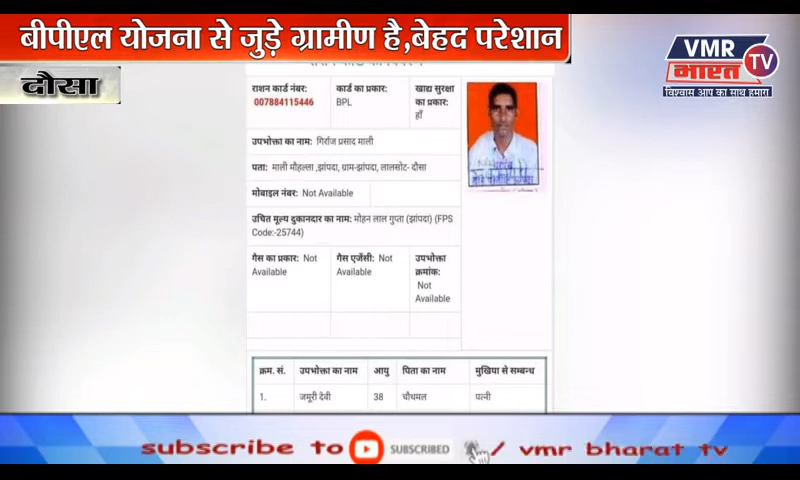 बीपीएल योजना से जुड़े ग्रामीण है,बेहद परेशान
VMR
भारत TV
विश्वास आप का साथ हमारा
दौसा
राशन कार्ड नंबर:
007884115446
कार्ड का प्रकार:
BPL
खाद्य सुरक्षा
का प्रकार:
हाँ
उपभोक्ता का नाम: गिर्राज प्रसाद माली
पता: माली मौहल्ला ,झांपदा, ग्राम-झांपदा, लालसोट- दौसा
मोबाइल नंबर: Not Available
उचित मूल्य दुकानदार का नाम: मोहन लाल गुप्ता (झांपदा) (FPS
Code:-25744)
गैस का प्रकार: Not
Available
गैस एजेंसी: Not
Available
उपभोक्ता
क्रमांक:
Not
Available
क्रम. सं. उपभोक्ता का नाम आयु पिता का नाम मुखिया से सम्बन्ध
1. जमूरी देवी 38 चौथमल पत्नी
subscribe to SUBSCRIBED / vmr bharat tv